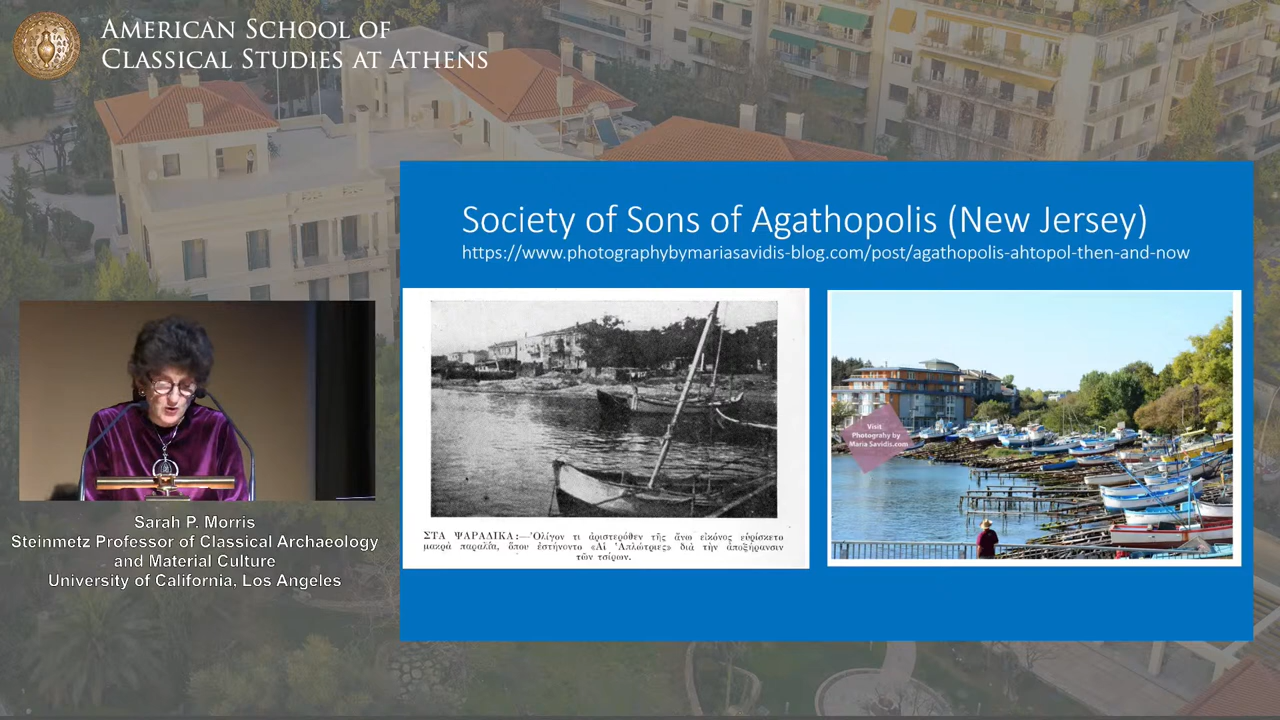 AMERICAN SCHOOL OF
CLASSICAL STUDIES AT ATHENS
Society of Sons of Agathopolis (New Jersey)
https://www.photographybymariasavidis-blog.com/post/agathopolis-ahtopol-then-and-now
Visit
Photograhy by
Maria Savidis.com
ΣΤΑ ΨΑΡΑΔΙΚΑ:—Ὀλίγον τι ἀριστερόθεν τῆς ἄνω εἰκόνος εὑρίσκετο
μακρὰ παραλία, ὅπου ἐστήνοντο «Αἱ Ἁπλώτριες» διὰ τὴν ἀποξήρανσιν
τῶν τσίρων.
Sarah P. Morris
Steinmetz Professor of Classical Archaeology
and Material Culture
University of California, Los Angeles